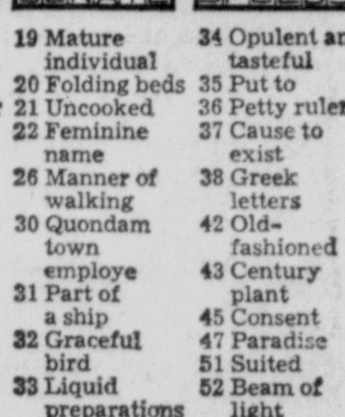 19 Mature
individual
20 Folding beds
21 Uncooked
22 Feminine
name
26 Manner of
walking
30 Quondam
town
employe
31 Part of
a ship
32 Graceful
bird
33 Liquid
preparations
34 Opulent an
tasteful
35 Put to
36 Petty ruler
37 Cause to
exist
38 Greek
letters
42 Old-
fashioned
43 Century
plant
45 Consent
47 Paradise
51 Suited
52 Beam of
light